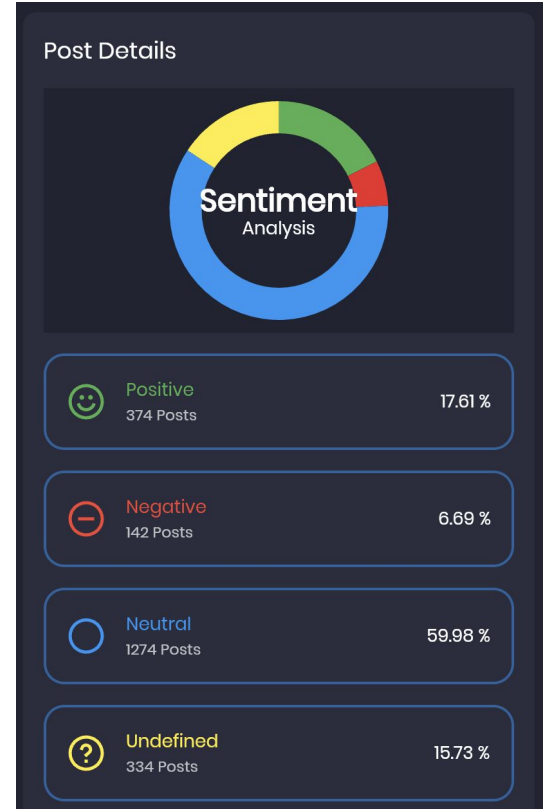 Post Details
Sentiment
Analysis
Positive
374 Posts
17.61 %
Negative
142 Posts
6.69 %
Neutral
1274 Posts
59.98 %
Undefined
334 Posts
15.73 %